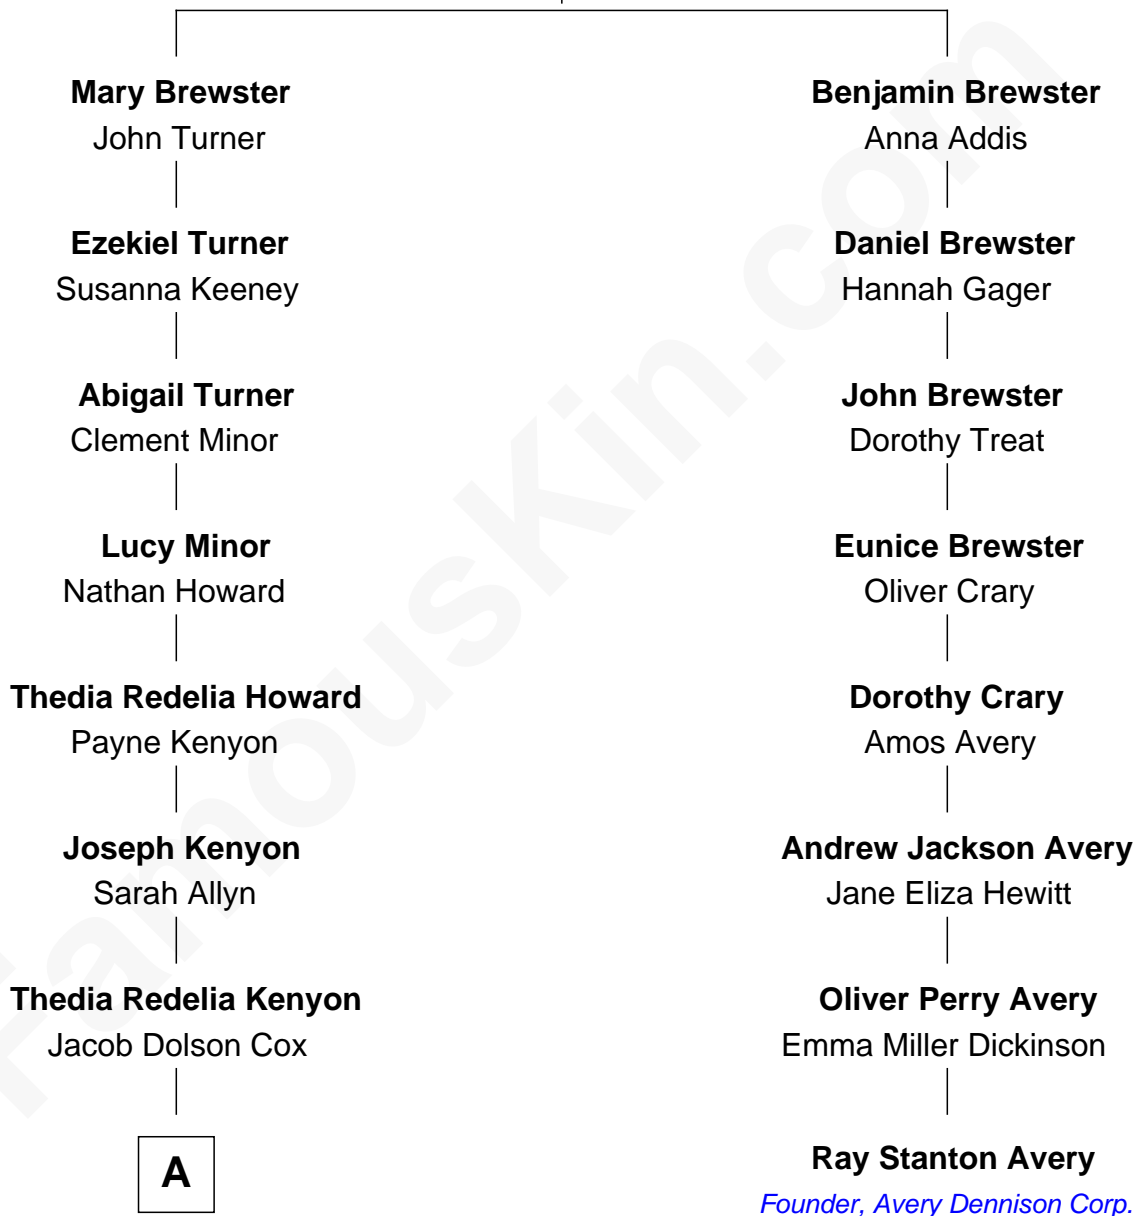 Mary Brewster
John Turner
Benjamin Brewster
Anna Addis
Ezekiel Turner
Susanna Keeney
Daniel Brewster
Hannah Gager
Abigail Turner
Clement Minor
John Brewster
Dorothy Treat
Lucy Minor
Nathan Howard
Eunice Brewster
Oliver Crary
Thedia Redelia Howard
Payne Kenyon
Dorothy Crary
Amos Avery
Joseph Kenyon
Sarah Allyn
Andrew Jackson Avery
Jane Eliza Hewitt
Thedia Redelia Kenyon
Jacob Dolson Cox
Oliver Perry Avery
Emma Miller Dickinson
A
Ray Stanton Avery
Founder, Avery Dennison Corp.
FamousKin.com